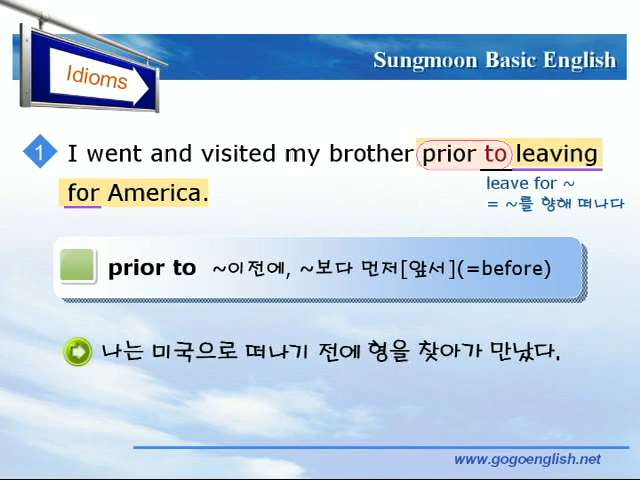 Sungmoon Basic English
Idioms
1 I went and visited my brother prior to leaving
for America.
leave for ~
= ~를 향해 떠나다
prior to ~이전에, ~보다 먼저[앞서](=before)
나는 미국으로 떠나기 전에 형을 찾아가 만났다.
www.gogoenglish.net